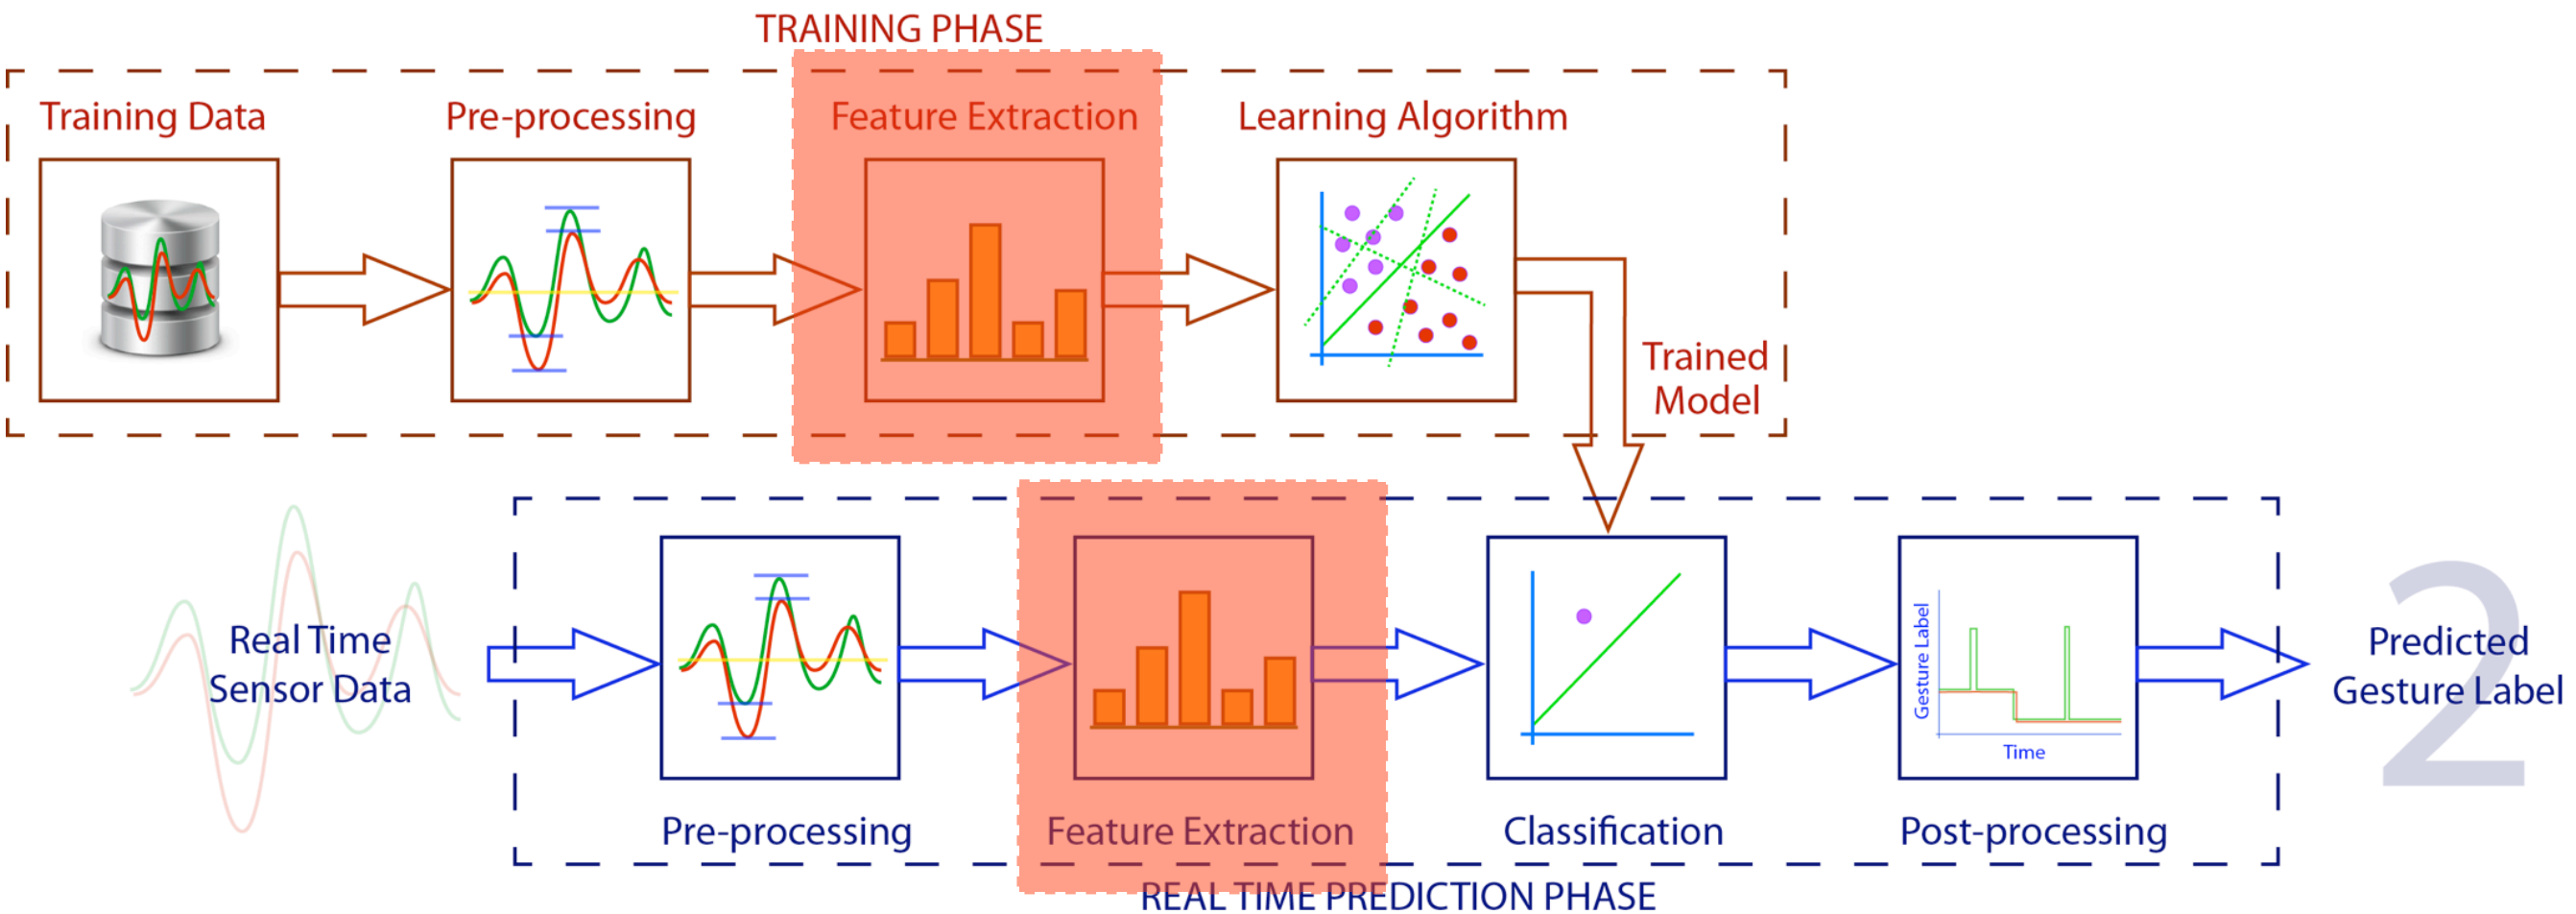 TRAINING PHASE
Training Data
Pre-processing
Feature Extraction
Learning Algorithm
Trained
Model
Real Time
Sensor Data
Gesture Label
Time
2
Predicted
Gesture Label
Pre-processing
Feature Extraction
Classification
Post-processing
REAL TIME PREDICTION PHASE